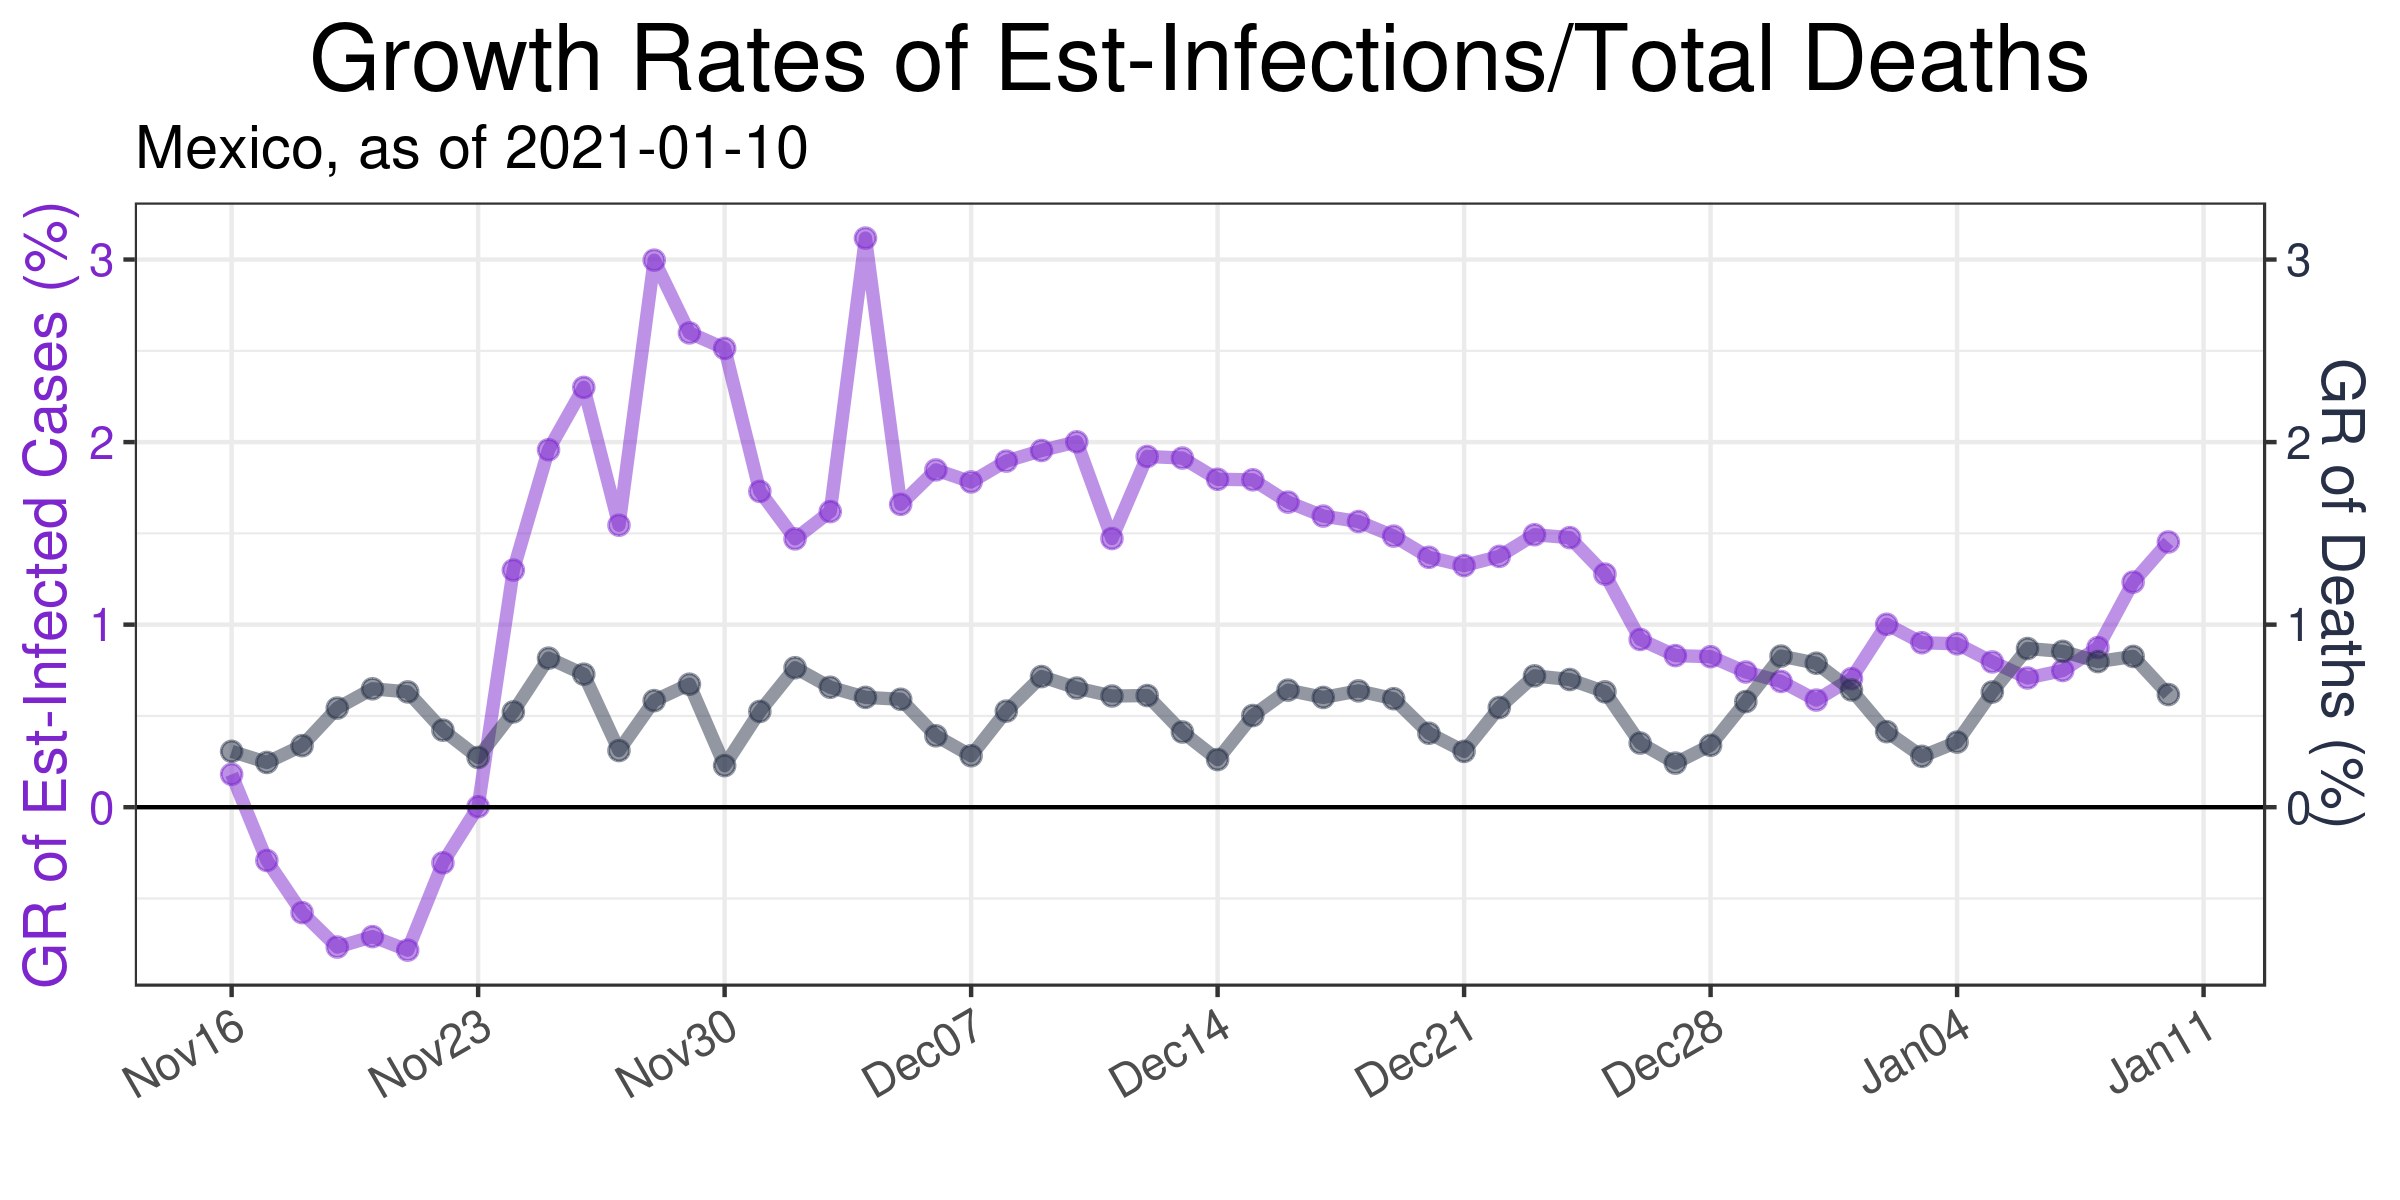 Growth Rates of Est-Infections/Total Deaths
Mexico, as of 2021-01-10
GR of Est-Infected Cases (%)
3
2
1
0
3
2
1
0
GR of Deaths (%)
Nov16
Nov23
Nov30
Dec07
Dec14
Dec21
Dec28
Jan04
Jan11